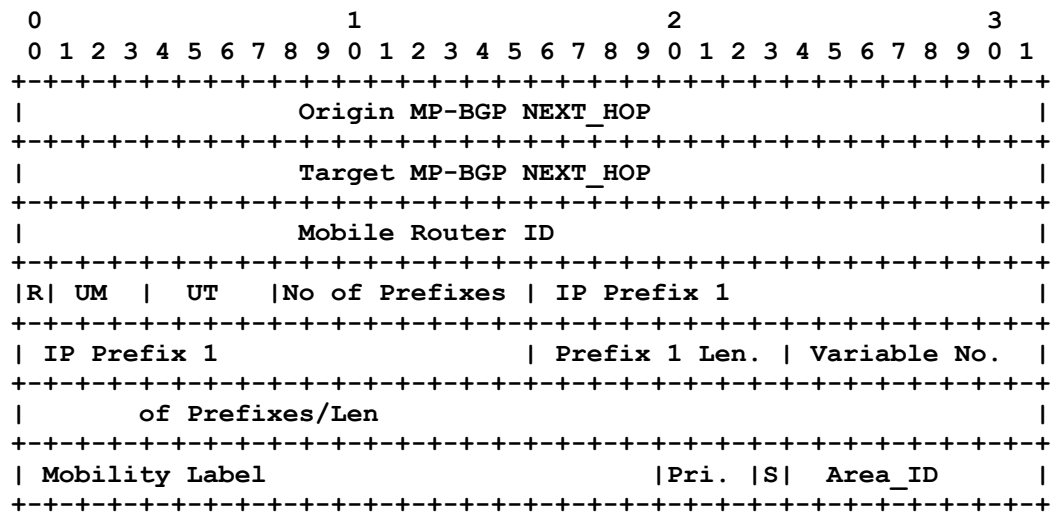 0                   1                   2                   3
 0 1 2 3 4 5 6 7 8 9 0 1 2 3 4 5 6 7 8 9 0 1 2 3 4 5 6 7 8 9 0 1
+-+-+-+-+-+-+-+-+-+-+-+-+-+-+-+-+-+-+-+-+-+-+-+-+-+-+-+-+-+-+-+-+
|                 Origin MP-BGP NEXT_HOP                        |
+-+-+-+-+-+-+-+-+-+-+-+-+-+-+-+-+-+-+-+-+-+-+-+-+-+-+-+-+-+-+-+-+
|                 Target MP-BGP NEXT_HOP                        |
+-+-+-+-+-+-+-+-+-+-+-+-+-+-+-+-+-+-+-+-+-+-+-+-+-+-+-+-+-+-+-+-+
|                 Mobile Router ID                              |
+-+-+-+-+-+-+-+-+-+-+-+-+-+-+-+-+-+-+-+-+-+-+-+-+-+-+-+-+-+-+-+-+
|R| UM  |  UT   |No of Prefixes | IP Prefix 1                   |
+-+-+-+-+-+-+-+-+-+-+-+-+-+-+-+-+-+-+-+-+-+-+-+-+-+-+-+-+-+-+-+-+
| IP Prefix 1                   | Prefix 1 Len. | Variable No.  |
+-+-+-+-+-+-+-+-+-+-+-+-+-+-+-+-+-+-+-+-+-+-+-+-+-+-+-+-+-+-+-+-+
|       of Prefixes/Len                                         |
+-+-+-+-+-+-+-+-+-+-+-+-+-+-+-+-+-+-+-+-+-+-+-+-+-+-+-+-+-+-+-+-+
| Mobility Label                        |Pri. |S|  Area_ID      |
+-+-+-+-+-+-+-+-+-+-+-+-+-+-+-+-+-+-+-+-+-+-+-+-+-+-+-+-+-+-+-+-+